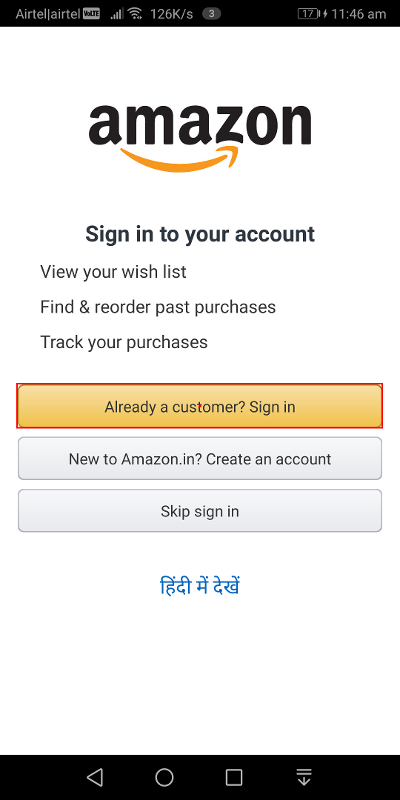 Airtel|airtel VoLTE 126K/s 3 17 11:46 am
amazon
Sign in to your account
View your wish list
Find & reorder past purchases
Track your purchases
Already a customer? Sign in
New to Amazon.in? Create an account
Skip sign in
हिंदी में देखें